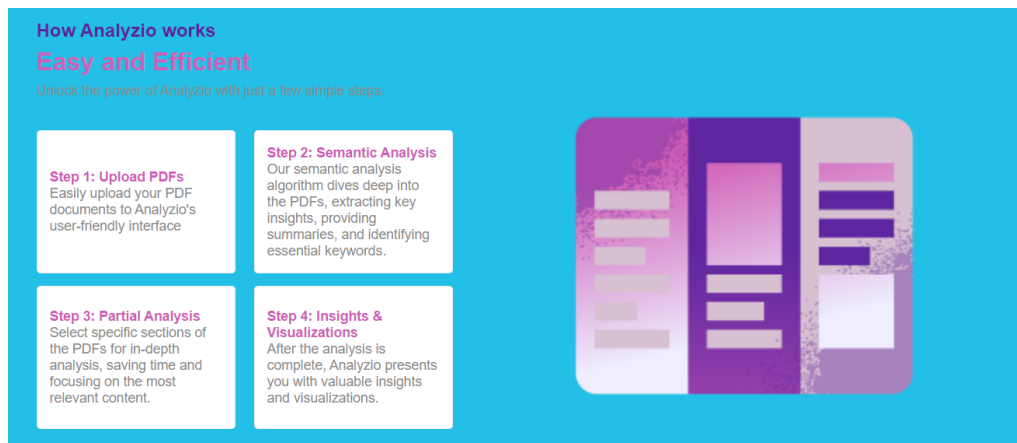 How Analyzio works
Easy and Efficient
Unlock the power of Analyzio with just a few simple steps.
Step 1: Upload PDFs
Easily upload your PDF
documents to Analyzio's
user-friendly interface
Step 2: Semantic Analysis
Our semantic analysis
algorithm dives deep into
the PDFs, extracting key
insights, providing
summaries, and identifying
essential keywords.
Step 3: Partial Analysis
Select specific sections of
the PDFs for in-depth
analysis, saving time and
focusing on the most
relevant content.
Step 4: Insights &
Visualizations
After the analysis is
complete, Analyzio presents
you with valuable insights
and visualizations.